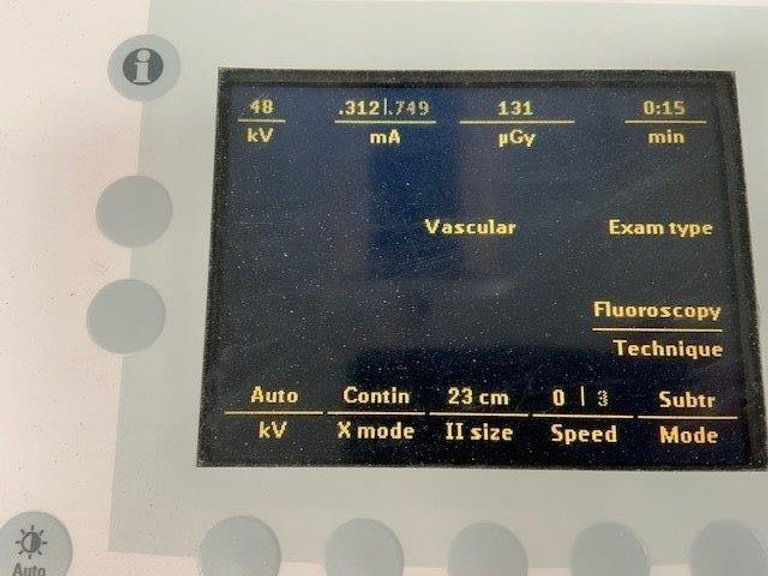 48 .312|.749 131 0:15
kV mA µGy min
Vascular Exam type
Fluoroscopy
Technique
Auto Contin 23 cm 0 | 3 Subtr
kV X mode II size Speed Mode
Auto